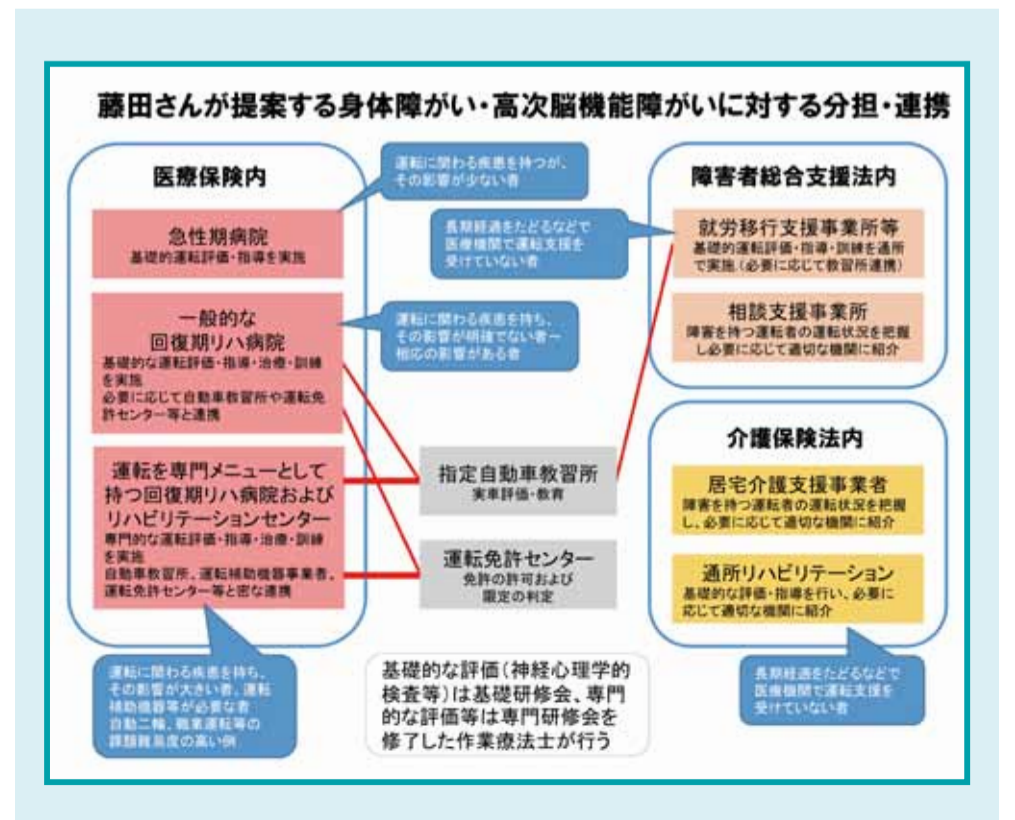 藤田さんが提案する身体障がい・高次脳機能障がいに対する分担・連携
医療保険内
運転に関わる疾患を持つが、
その影響が少ない者
急性期病院
基礎的運転評価・指導を実施
長期経過をたどるなどで
医療機関で運転支援を
受けていない者
一般的な
回復期リハ病院
基礎的な運転評価・指導・治療・訓練
を実施
必要に応じて自動車教習所や運転免
許センター等と連携
運転に関わる疾患を持ち、
その影響が明確でない者ー
相応の影響がある者
運転を専門メニューとして
持つ回復期リハ病院および
リハビリテーションセンター
専門的な運転評価・指導・治療・訓練
を実施
自動車教習所、運転補助機器事業者、
運転免許センター等と密な連携
運転に関わる疾患を持ち、
その影響が大きい者、運転
補助機器等が必要な者
自動二輪、職業運転等の
課題難易度の高い例
指定自動車教習所
実車評価・教育
運転免許センター
免許の許可および
限定の判定
基礎的な評価(神経心理学的
検査等)は基礎研修会、専門
的な評価等は専門研修会を
修了した作業療法士が行う
障害者総合支援法内
就労移行支援事業所等
基礎的運転評価・指導・訓練を通所
で実施.(必要に応じて教習所連携)
相談支援事業所
障害を持つ運転者の運転状況を把握
し必要に応じて適切な機関に紹介
介護保険法内
居宅介護支援事業者
障害を持つ運転者の運転状況を把握
し、必要に応じて適切な機関に紹介
通所リハビリテーション
基礎的な評価・指導を行い、必要に
応じて適切な機関に紹介
長期経過をたどるなどで
医療機関で運転支援を
受けていない者